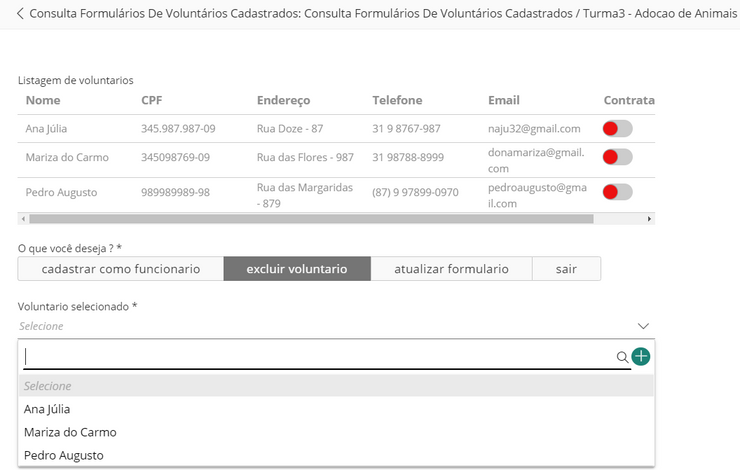 Consulta Formulários De Voluntários Cadastrados: Consulta Formulários De Voluntários Cadastrados / Turma3 - Adocao de Animais
Listagem de voluntarios
Nome CPF Endereço Telefone Email Contrata
Ana Júlia 345.987.987-09 Rua Doze - 87 31 9 8767-987 naju32@gmail.com
Mariza do Carmo 345098769-09 Rua das Flores - 987 31 98788-8999 donamariza@gmail.
com
Pedro Augusto 989989989-98 Rua das Margaridas (87) 9 97899-0970 pedroaugusto@gma
- 879 il.com
O que você deseja ? *
cadastrar como funcionario excluir voluntario atualizar formulario sair
Voluntario selecionado *
Selecione
Selecione
Ana Júlia
Mariza do Carmo
Pedro Augusto